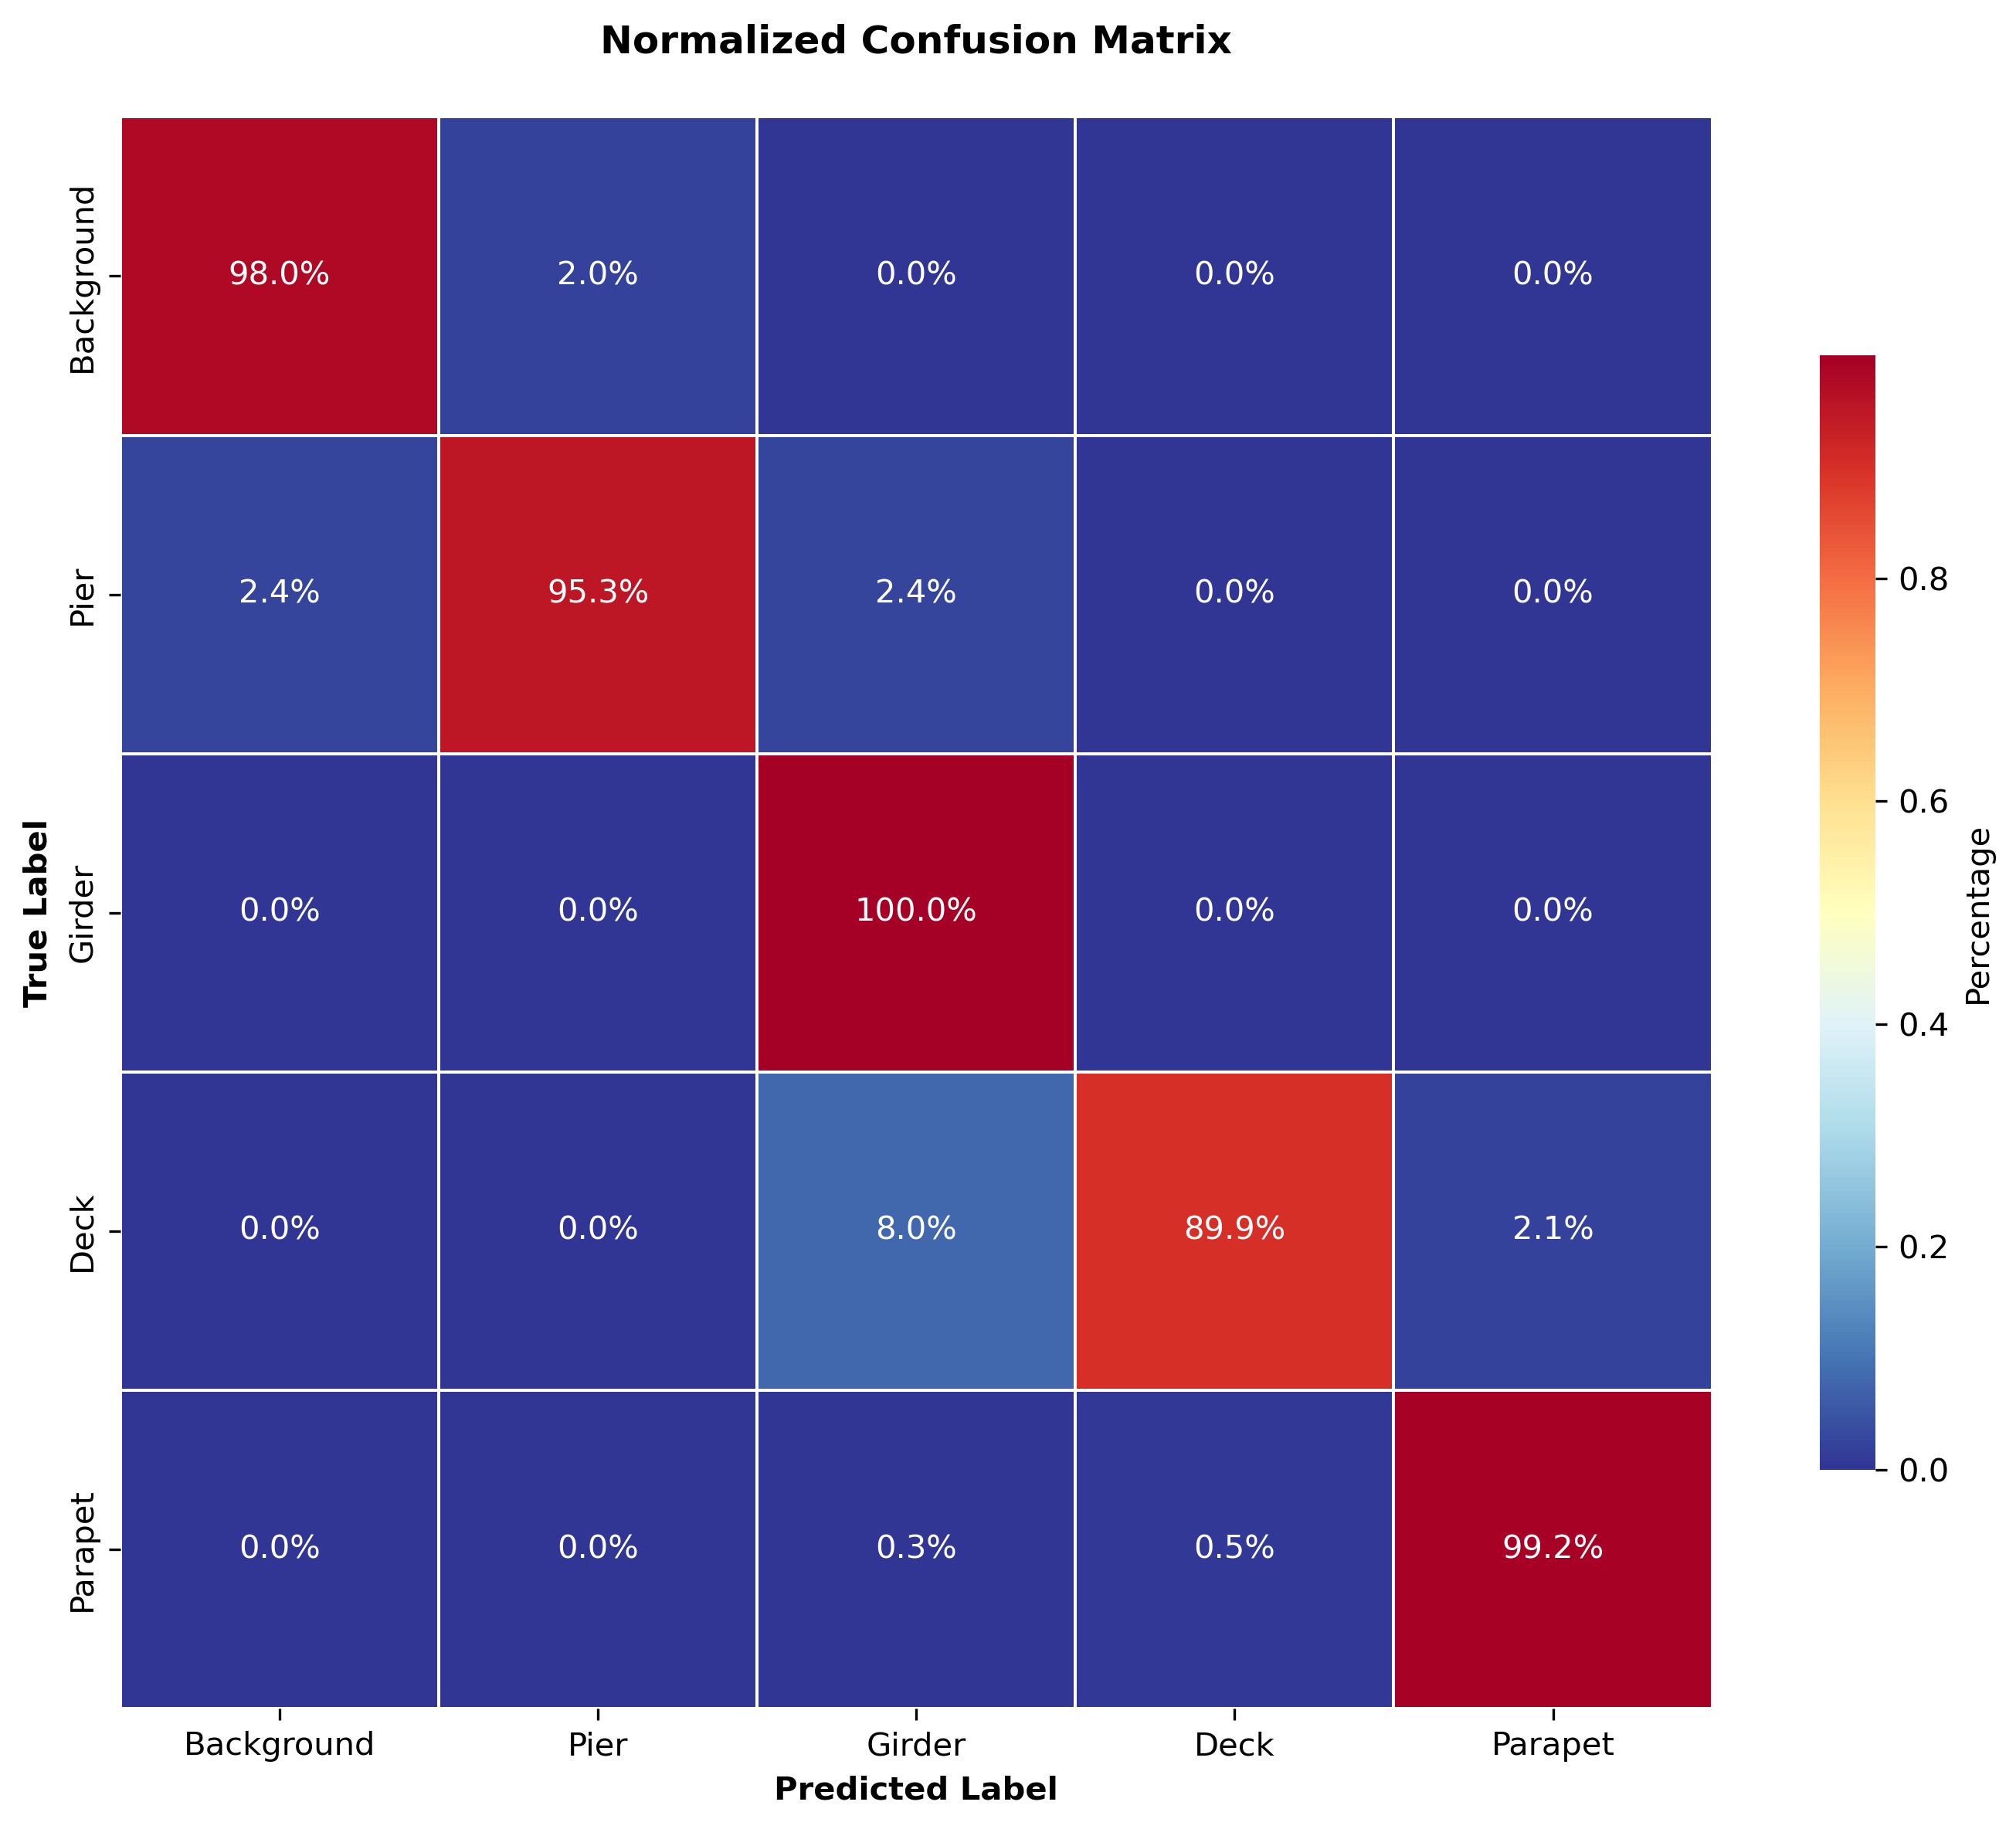 Normalized Confusion Matrix
Background 98.0% 2.0% 0.0% 0.0% 0.0%
Pier 2.4% 95.3% 2.4% 0.0% 0.0%
Girder 0.0% 0.0% 100.0% 0.0% 0.0%
Deck 0.0% 0.0% 8.0% 89.9% 2.1%
Parapet 0.0% 0.0% 0.3% 0.5% 99.2%
True Label
Background Pier Girder Deck Parapet
Predicted Label
0.8
0.6
0.4
0.2
0.0
Percentage